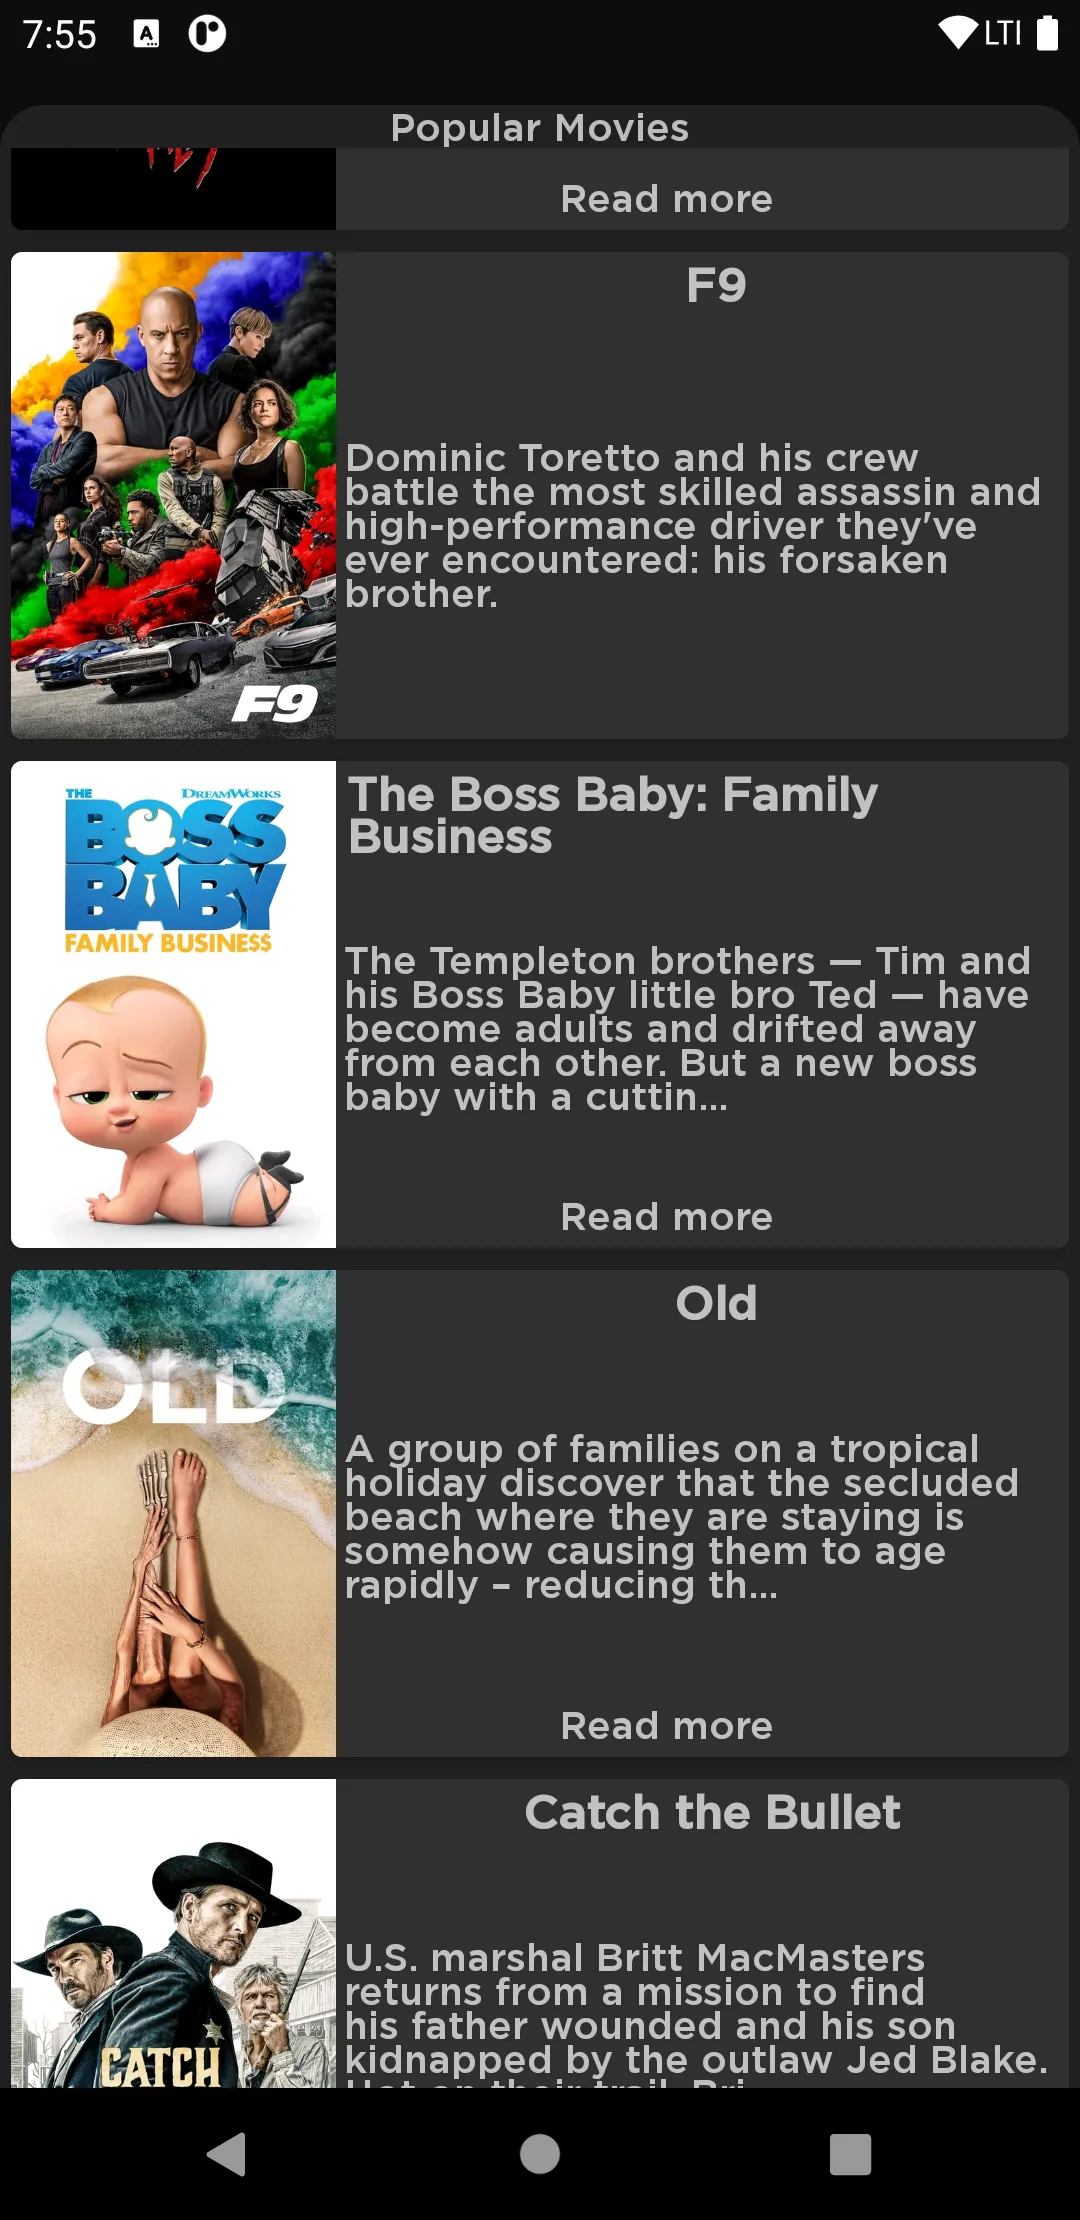 7:55
LTI
Popular Movies
Read more
F9
Dominic Toretto and his crew
battle the most skilled assassin and
high-performance driver they've
ever encountered: his forsaken
brother.
F9
The Boss Baby: Family
Business
THE
DREAMWORKS
BOSS
BABY
FAMILY BUSINE$$
The Templeton brothers — Tim and
his Boss Baby little bro Ted — have
become adults and drifted away
from each other. But a new boss
baby with a cuttin...
Read more
Old
OLD
A group of families on a tropical
holiday discover that the secluded
beach where they are staying is
somehow causing them to age
rapidly – reducing th...
Read more
Catch the Bullet
U.S. marshal Britt MacMasters
returns from a mission to find
his father wounded and his son
kidnapped by the outlaw Jed Blake.
CATCH